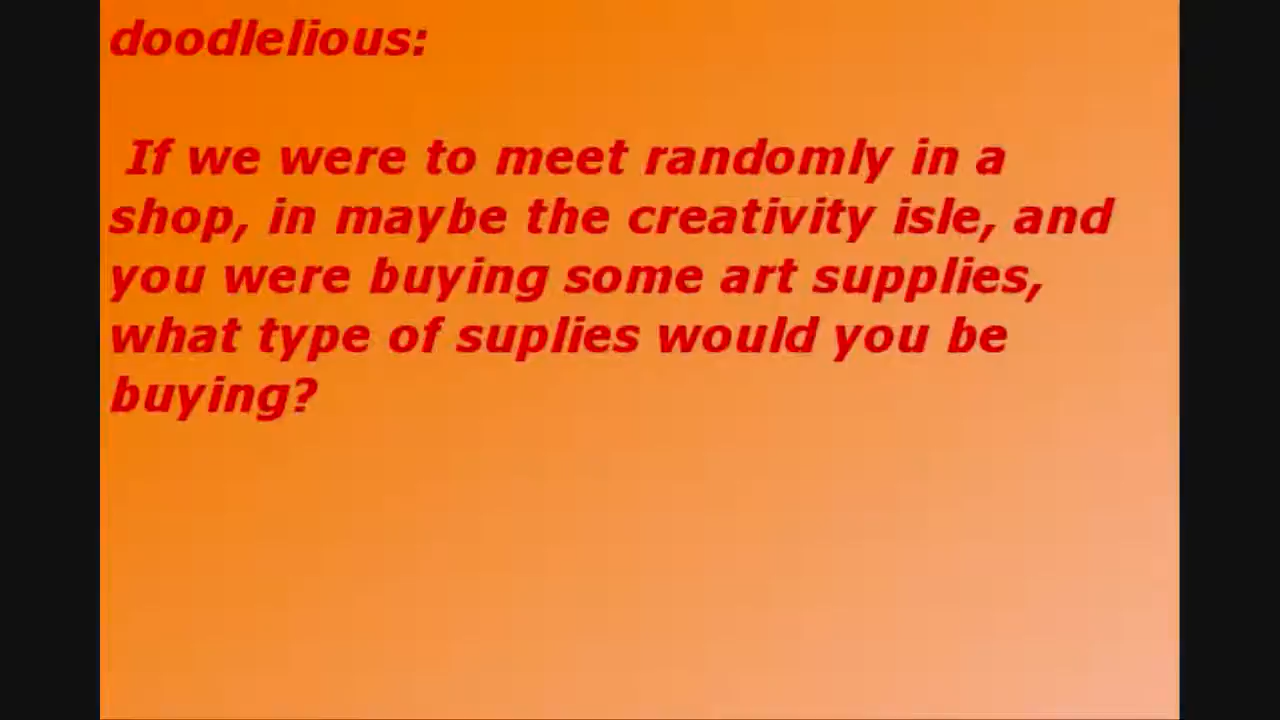 doodlelious:
If we were to meet randomly in a
shop, in maybe the creativity isle, and
you were buying some art supplies,
what type of suplies would you be
buying?